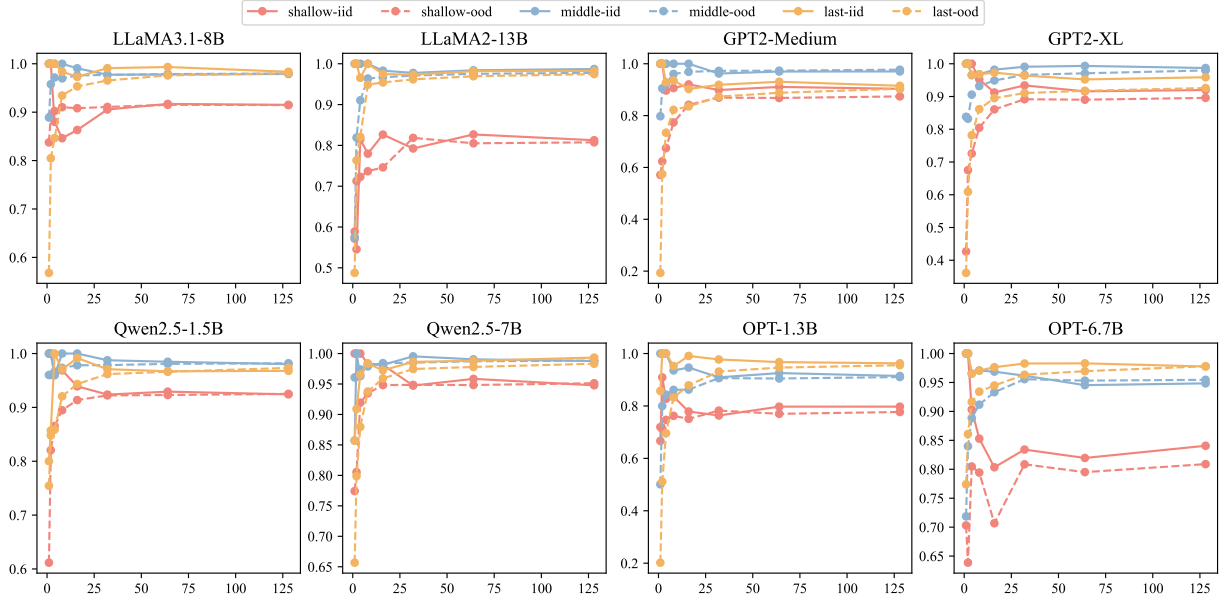 shallow-iid shallow-ood middle-iid middle-ood last-iid last-ood
LLaMA3.1-8B LLaMA2-13B GPT2-Medium GPT2-XL
1.0 1.0 1.0 1.0
0.9 0.9 0.8 0.9
0.8 0.8 0.6 0.8
0.7 0.7 0.4 0.7
0.6 0.6 0.2 0.6
0.5 0.5
0.4
0 25 50 75 100 125 0 25 50 75 100 125 0 25 50 75 100 125 0 25 50 75 100 125
Qwen2.5-1.5B Qwen2.5-7B OPT-1.3B OPT-6.7B
1.0 1.00 1.0 1.00
0.9 0.95 0.8 0.95
0.8 0.90 0.6 0.90
0.7 0.85 0.4 0.85
0.6 0.80 0.2 0.80
0.75 0.75
0.70 0.70
0.65 0.65
0 25 50 75 100 125 0 25 50 75 100 125 0 25 50 75 100 125 0 25 50 75 100 125